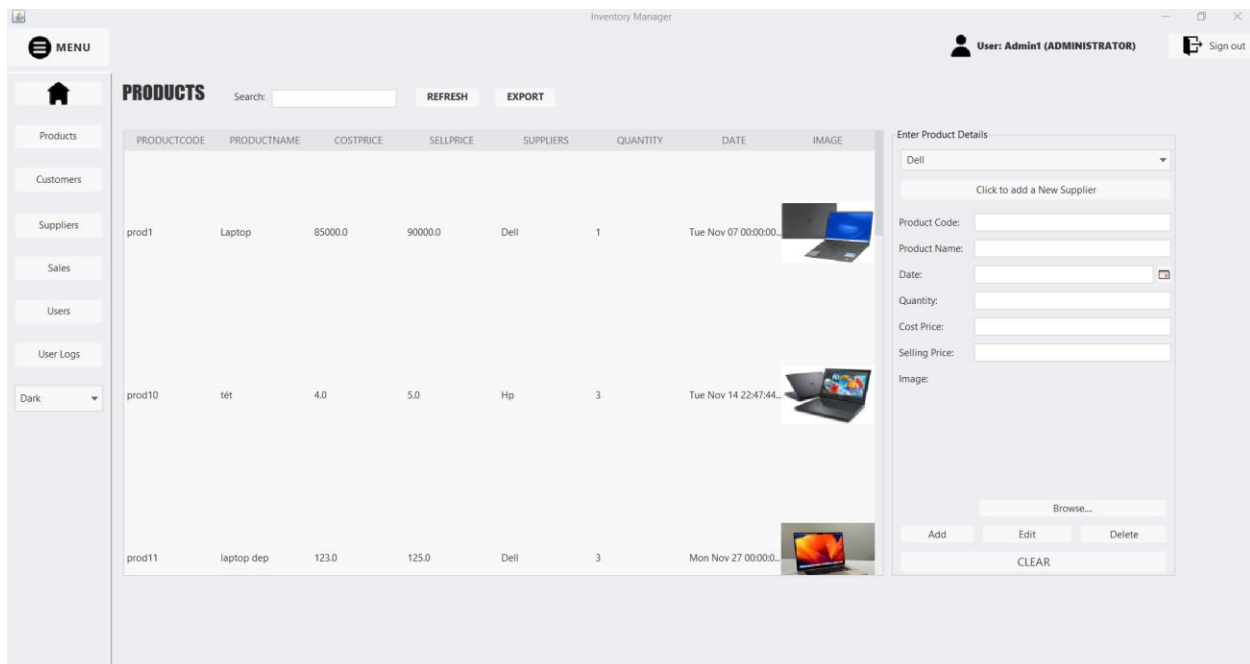 Inventory Manager
MENU
User: Admin1 (ADMINISTRATOR)
Sign out
Products
Customers
Suppliers
Sales
Users
User Logs
Dark
PRODUCTS
Search:
REFRESH
EXPORT
PRODUCTCODE PRODUCTNAME COSTPRICE SELLPRICE SUPPLIERS QUANTITY DATE IMAGE
prod1 Laptop 85000.0 90000.0 Dell 1 Tue Nov 07 00:00:00...
prod10 tét 4.0 5.0 Hp 3 Tue Nov 14 22:47:44...
prod11 laptop dep 123.0 125.0 Dell 3 Mon Nov 27 00:00:0...
Enter Product Details
Dell
Click to add a New Supplier
Product Code:
Product Name:
Date:
Quantity:
Cost Price:
Selling Price:
Image:
Browse....
Add Edit Delete
CLEAR